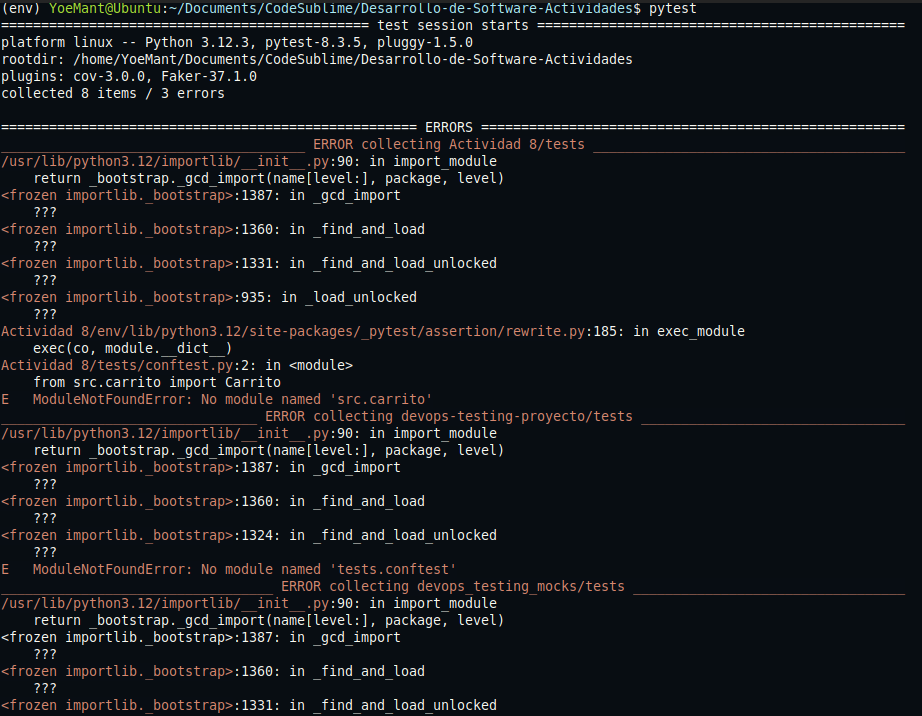 (env) YoeMant@Ubuntu:~/Documents/CodeSublime/Desarrollo-de-Software-Actividades$ pytest
============================================== test session starts ==============================================
platform linux -- Python 3.12.3, pytest-8.3.5, pluggy-1.5.0
rootdir: /home/YoeMant/Documents/CodeSublime/Desarrollo-de-Software-Actividades
plugins: cov-3.0.0, Faker-37.1.0
collected 8 items / 3 errors
==================================================== ERRORS =====================================================
______________________________________ ERROR collecting Actividad 8/tests _______________________________________
/usr/lib/python3.12/importlib/__init__.py:90: in import_module
    return _bootstrap._gcd_import(name[level:], package, level)
<frozen importlib._bootstrap>:1387: in _gcd_import
    ???
<frozen importlib._bootstrap>:1360: in _find_and_load
    ???
<frozen importlib._bootstrap>:1331: in _find_and_load_unlocked
    ???
<frozen importlib._bootstrap>:935: in _load_unlocked
    ???
Actividad 8/env/lib/python3.12/site-packages/_pytest/assertion/rewrite.py:185: in exec_module
    exec(co, module.__dict__)
Actividad 8/tests/conftest.py:2: in <module>
    from src.carrito import Carrito
E   ModuleNotFoundError: No module named 'src.carrito'
________________________________ ERROR collecting devops-testing-proyecto/tests _________________________________
/usr/lib/python3.12/importlib/__init__.py:90: in import_module
    return _bootstrap._gcd_import(name[level:], package, level)
<frozen importlib._bootstrap>:1387: in _gcd_import
    ???
<frozen importlib._bootstrap>:1360: in _find_and_load
    ???
<frozen importlib._bootstrap>:1324: in _find_and_load_unlocked
    ???
E   ModuleNotFoundError: No module named 'tests.conftest'
__________________________________ ERROR collecting devops_testing_mocks/tests __________________________________
/usr/lib/python3.12/importlib/__init__.py:90: in import_module
    return _bootstrap._gcd_import(name[level:], package, level)
<frozen importlib._bootstrap>:1387: in _gcd_import
    ???
<frozen importlib._bootstrap>:1360: in _find_and_load
    ???
<frozen importlib._bootstrap>:1331: in _find_and_load_unlocked